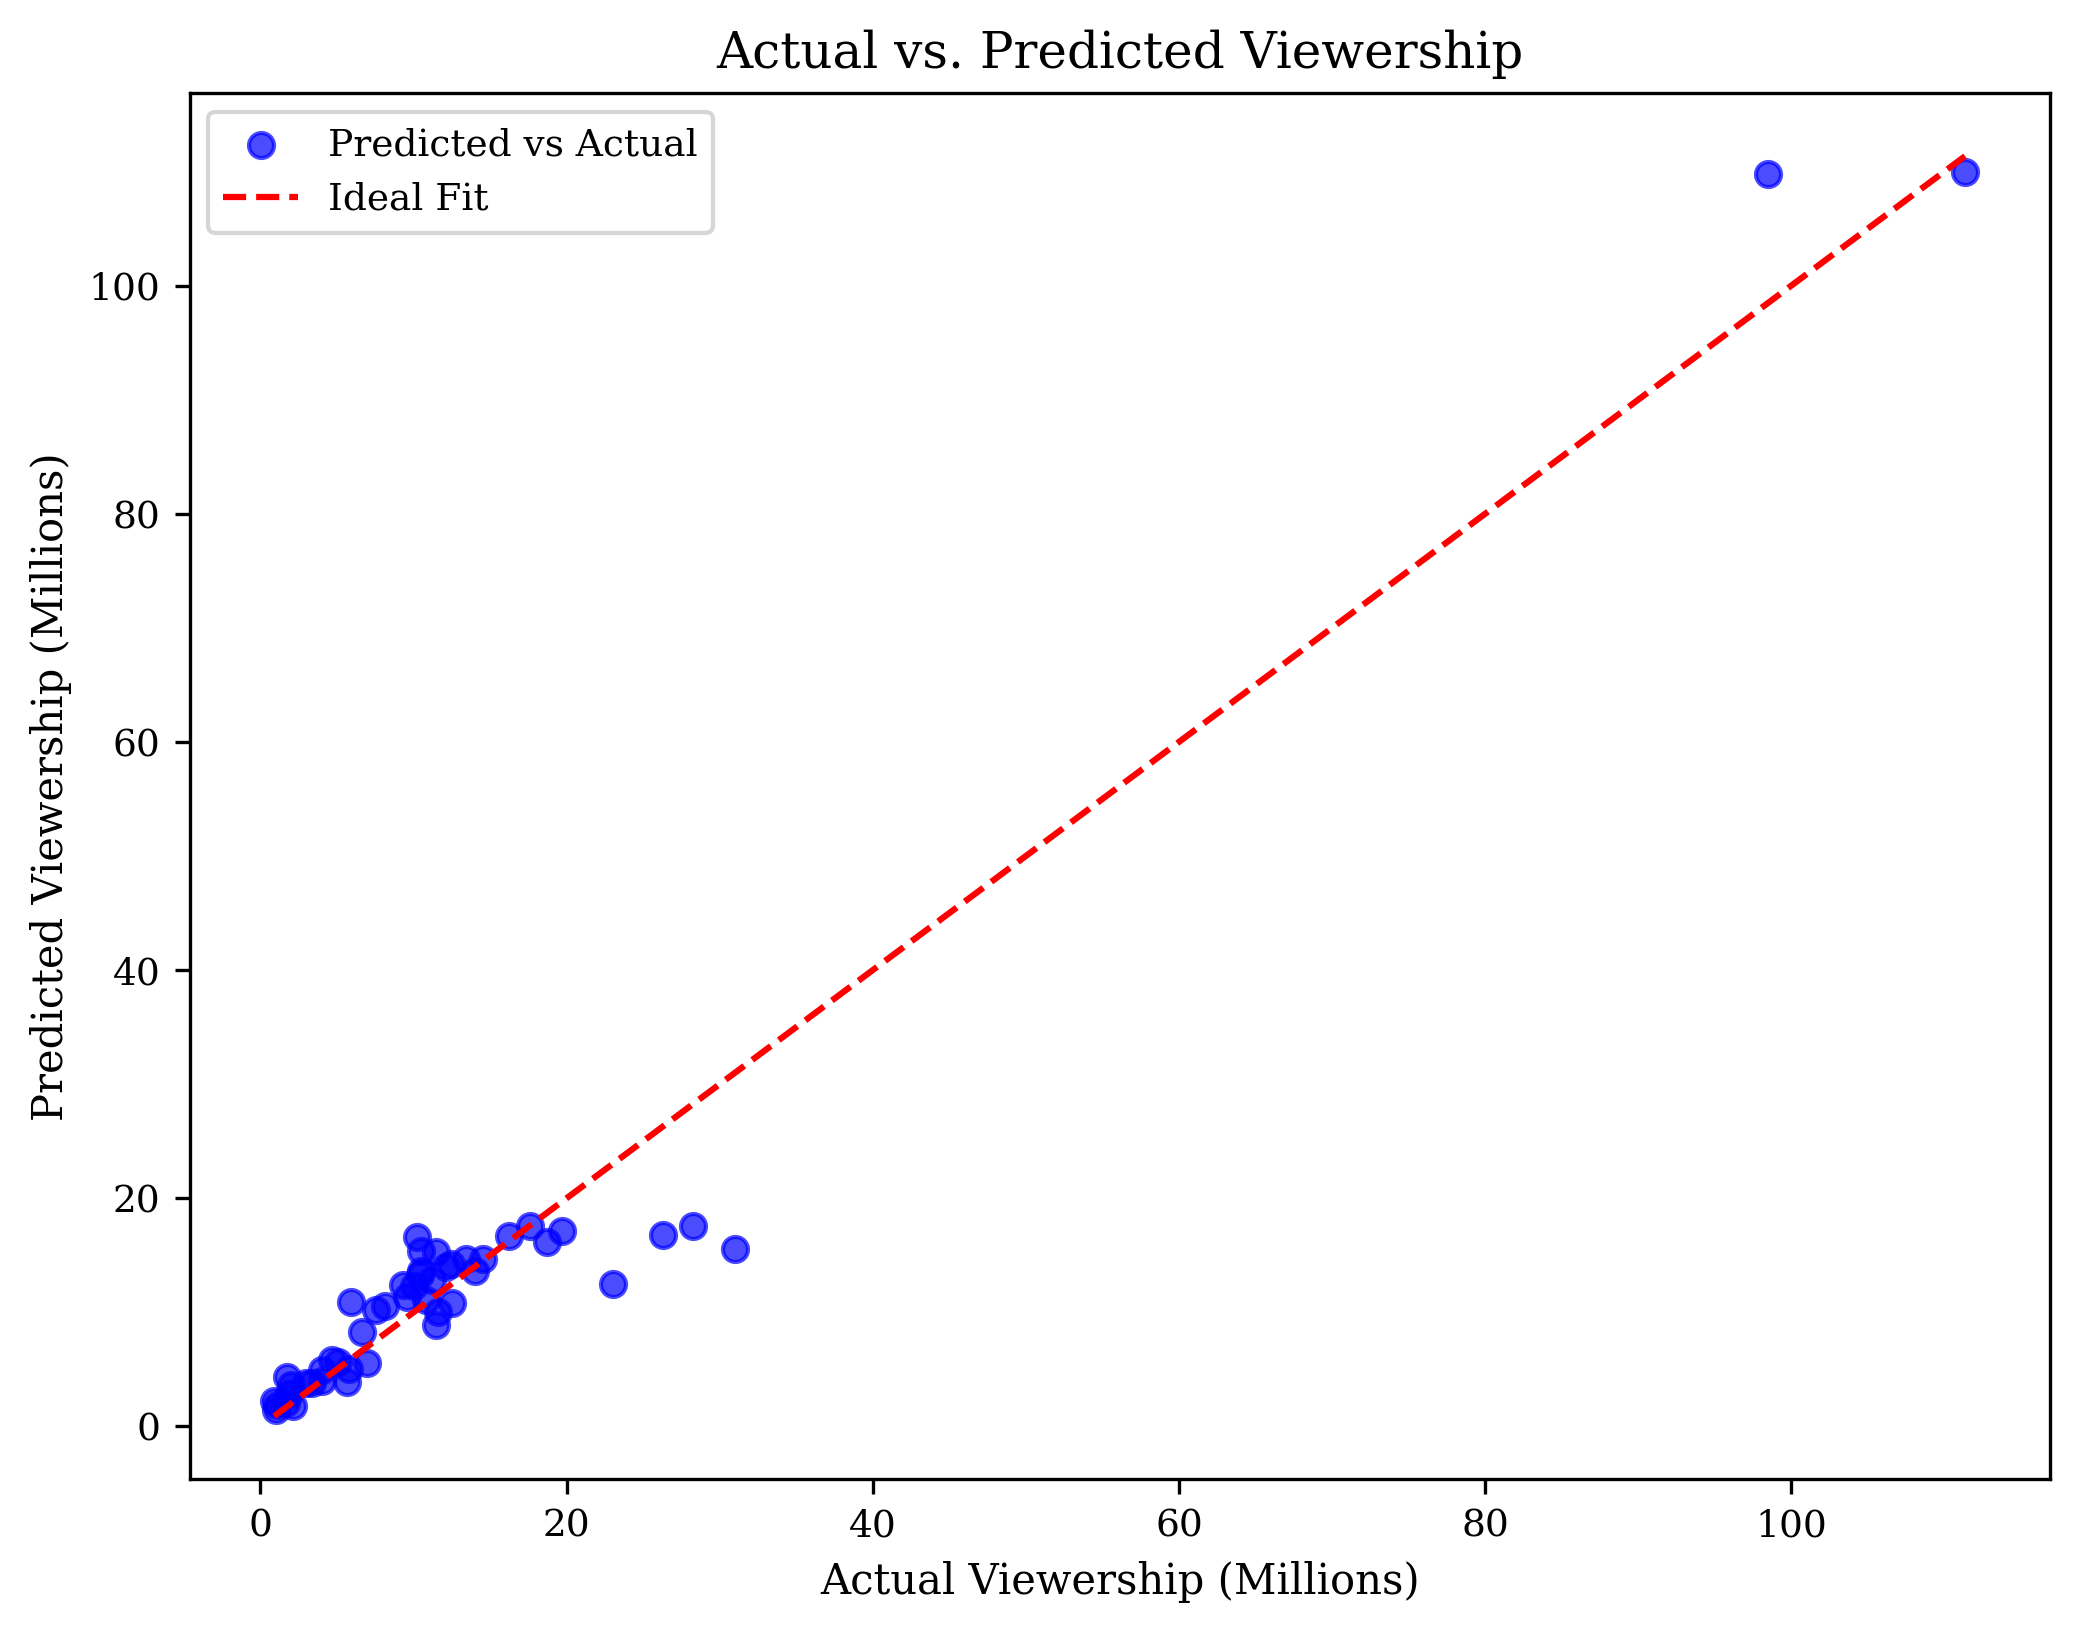 Actual vs. Predicted Viewership
Predicted vs Actual
Ideal Fit
Predicted Viewership (Millions)
100
80
60
40
20
0
0 20 40 60 80 100
Actual Viewership (Millions)